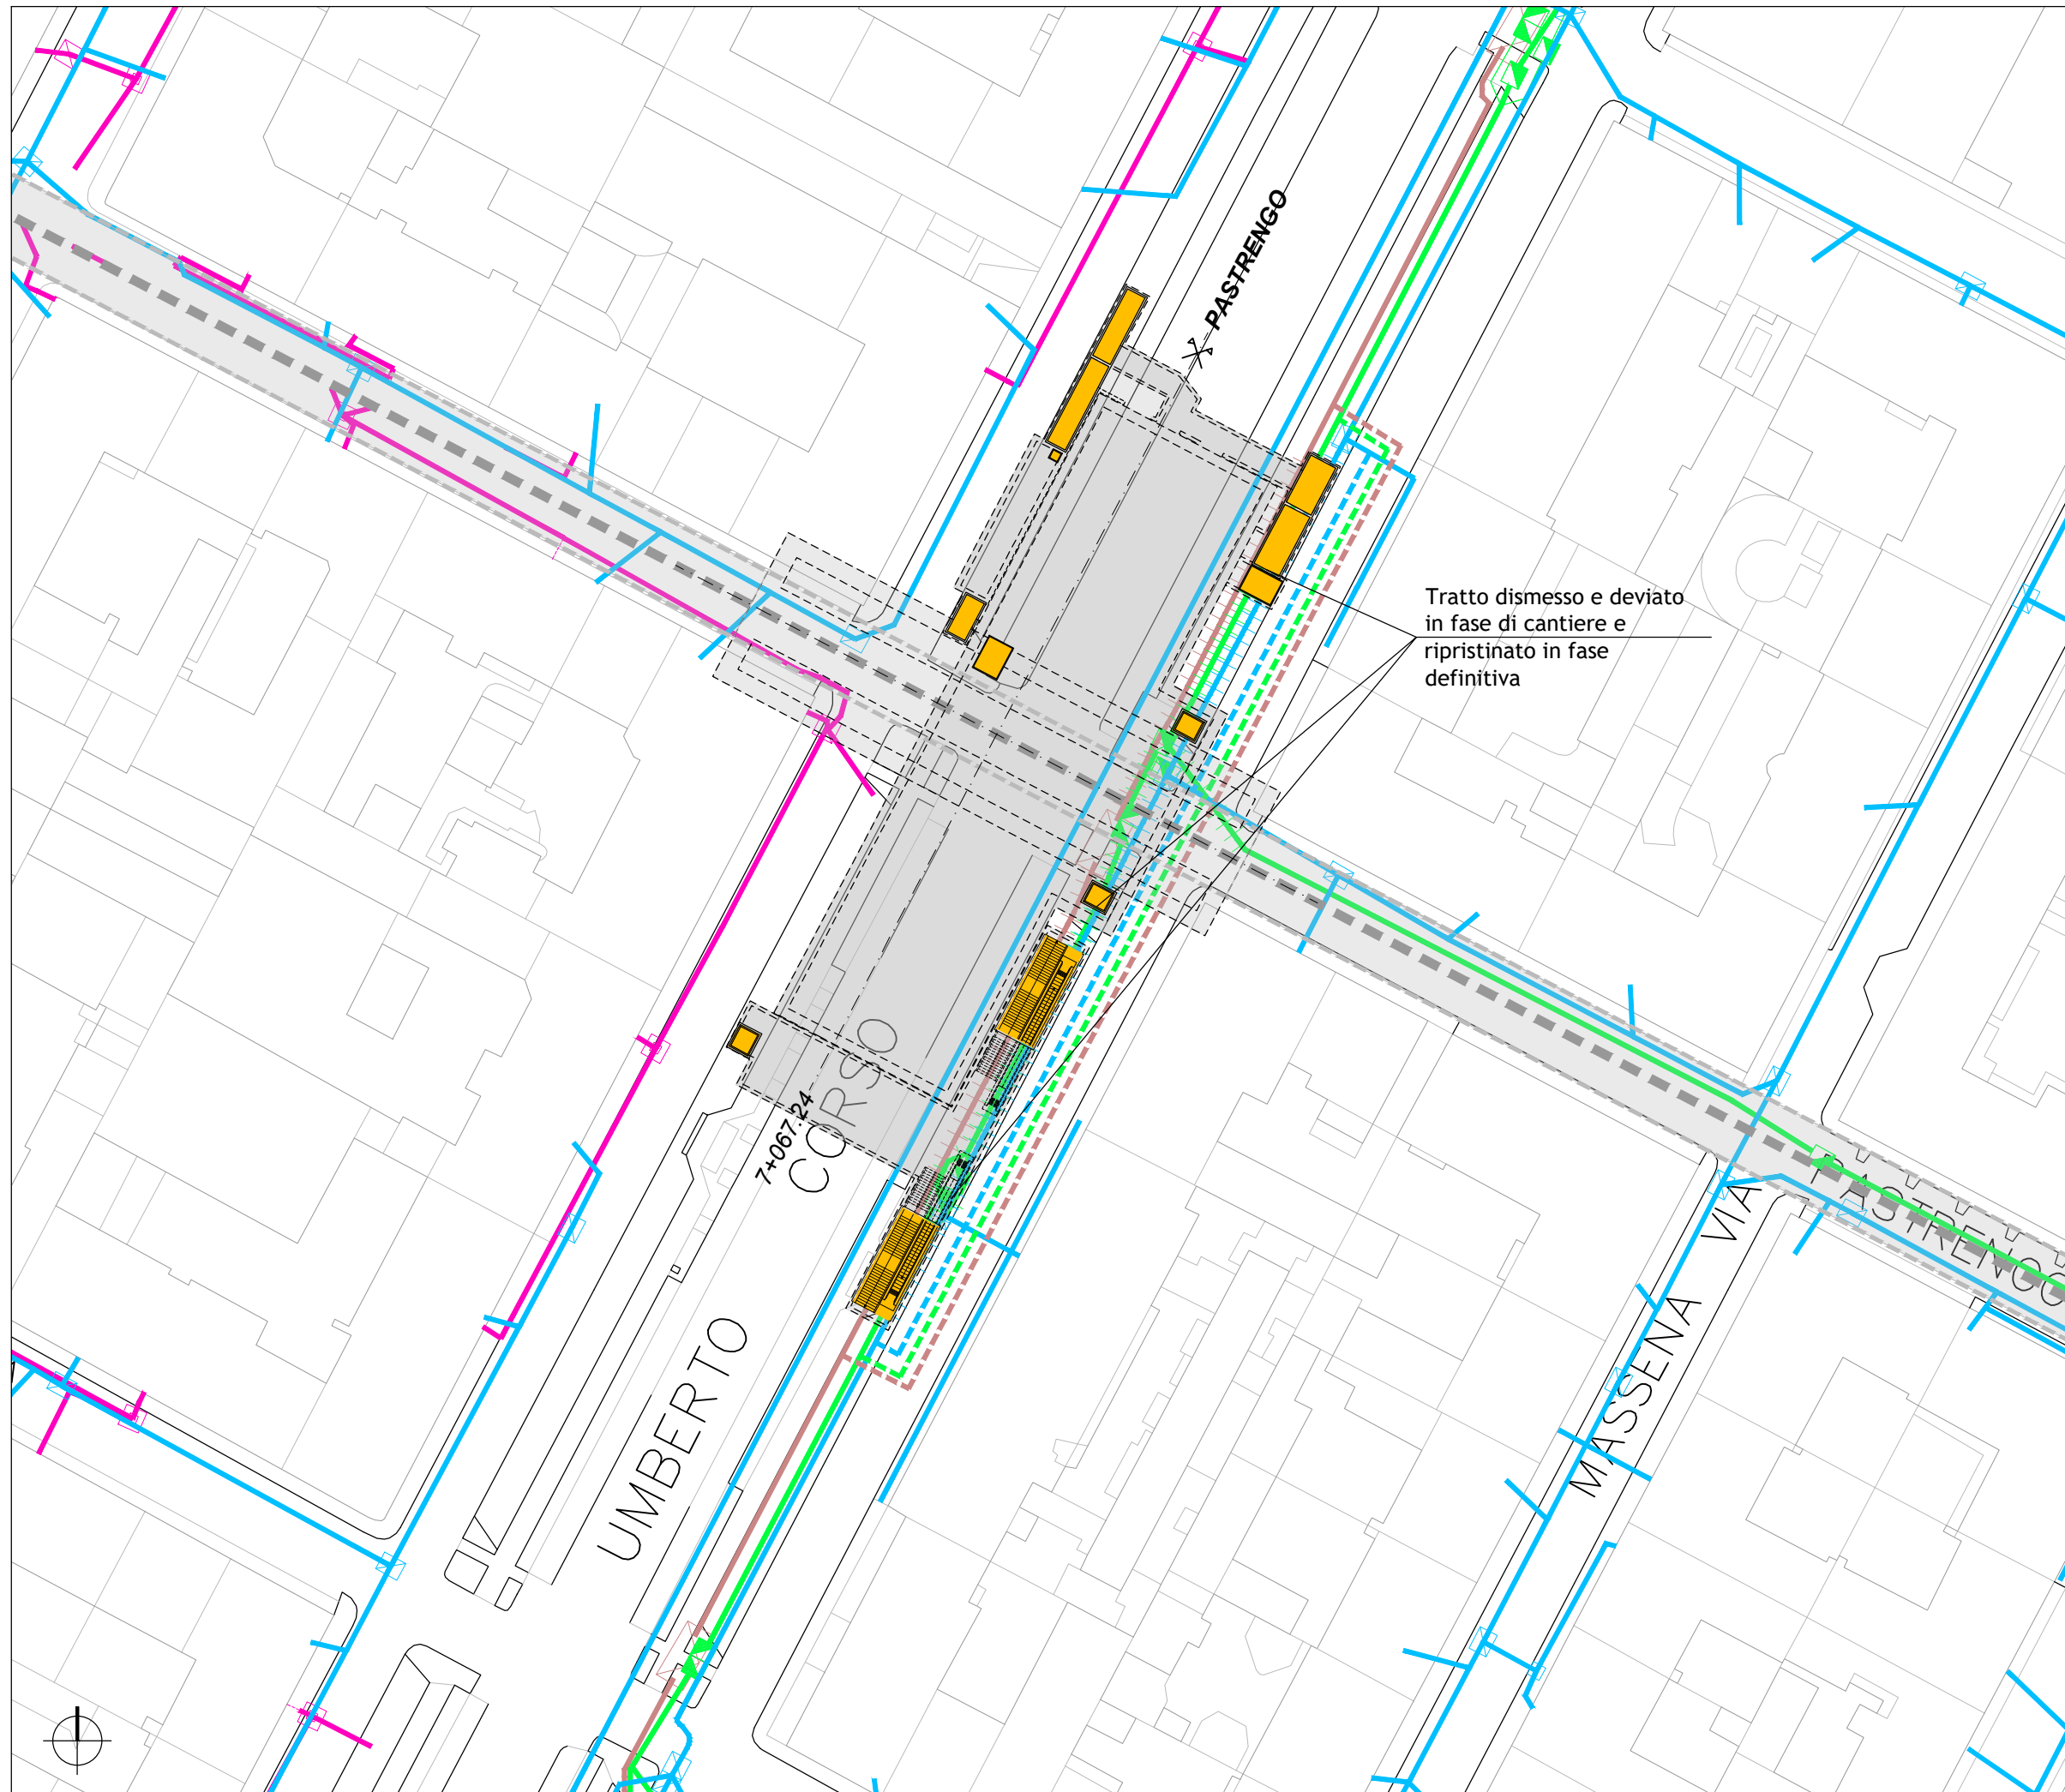 PASTRENGO
Tratto dismesso e deviato
in fase di cantiere e
ripristinato in fase
definitiva
7+067.24
CORSO
UMBERTO
VIA
MASSENA
PASTRENGO